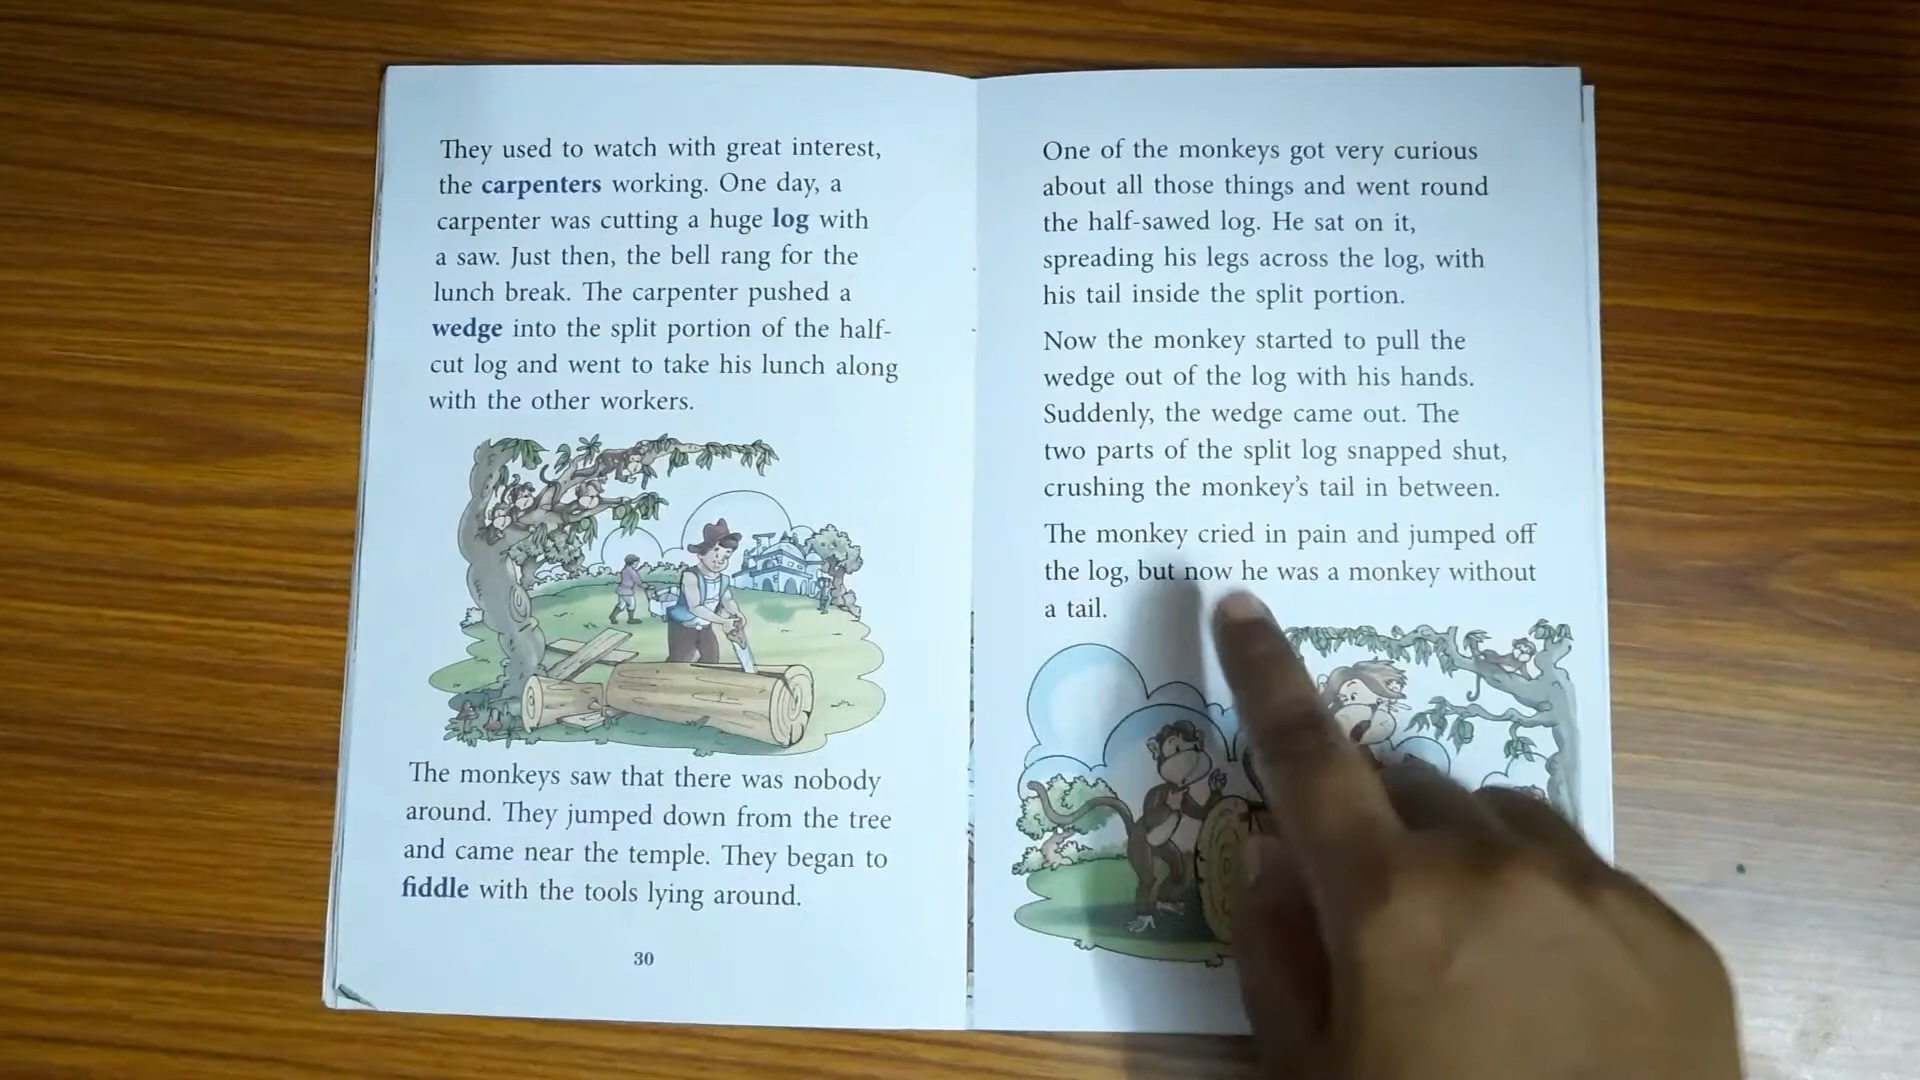 They used to watch with great interest,
the carpenters working. One day, a
carpenter was cutting a huge log with
a saw. Just then, the bell rang for the
lunch break. The carpenter pushed a
wedge into the split portion of the half-
cut log and went to take his lunch along
with the other workers.
The monkeys saw that there was nobody
around. They jumped down from the tree
and came near the temple. They began to
fiddle with the tools lying around.
30
One of the monkeys got very curious
about all those things and went round
the half-sawed log. He sat on it,
spreading his legs across the log, with
his tail inside the split portion.
Now the monkey started to pull the
wedge out of the log with his hands.
Suddenly, the wedge came out. The
two parts of the split log snapped shut,
crushing the monkey's tail in between.
The monkey cried in pain and jumped off
the log, but now he was a monkey without
a tail.